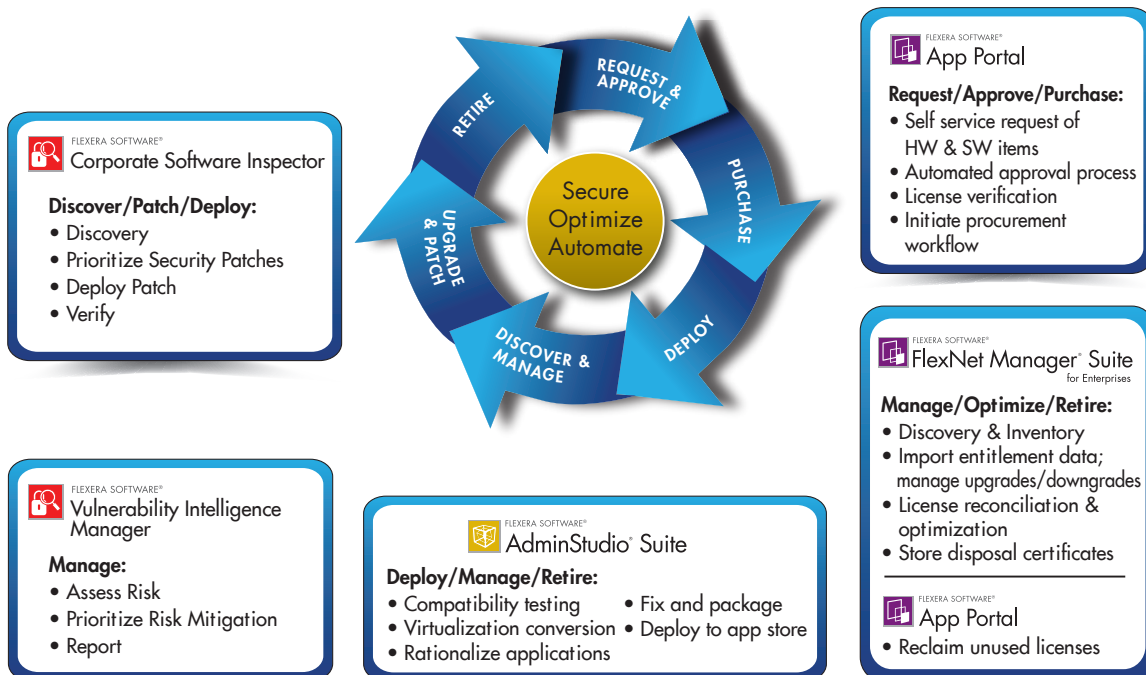 REQUEST &
APPROVE
PURCHASE
DEPLOY
DISCOVER &
MANAGE
UPGRADE
& PATCH
RETIRE
Secure
Optimize
Automate
FLEXERA SOFTWARE®
Corporate Software Inspector
Discover/Patch/Deploy:
• Discovery
• Prioritize Security Patches
• Deploy Patch
• Verify
FLEXERA SOFTWARE®
Vulnerability Intelligence
Manager
Manage:
• Assess Risk
• Prioritize Risk Mitigation
• Report
FLEXERA SOFTWARE®
AdminStudio® Suite
Deploy/Manage/Retire:
• Compatibility testing
• Virtualization conversion
• Rationalize applications
• Fix and package
• Deploy to app store
FLEXERA SOFTWARE®
App Portal
Request/Approve/Purchase:
• Self service request of
HW & SW items
• Automated approval process
• License verification
• Initiate procurement
workflow
FLEXERA SOFTWARE®
FlexNet Manager® Suite
for Enterprises
Manage/Optimize/Retire:
• Discovery & Inventory
• Import entitlement data;
manage upgrades/downgrades
• License reconciliation &
optimization
• Store disposal certificates
FLEXERA SOFTWARE®
App Portal
• Reclaim unused licenses